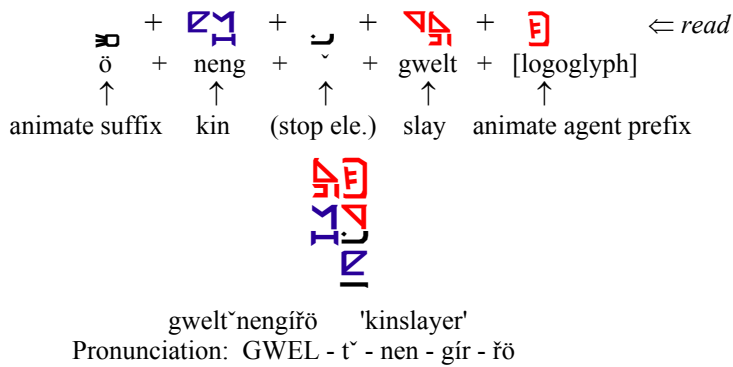 + + + + ⇐ read
ö + neng + ˇ + gwelt + [logoglyph]
↑ ↑ ↑ ↑ ↑
animate suffix kin (stop ele.) slay animate agent prefix
gweltˇnengířö 'kinslayer'
Pronunciation: GWEL - tˇ - nen - gír - řö